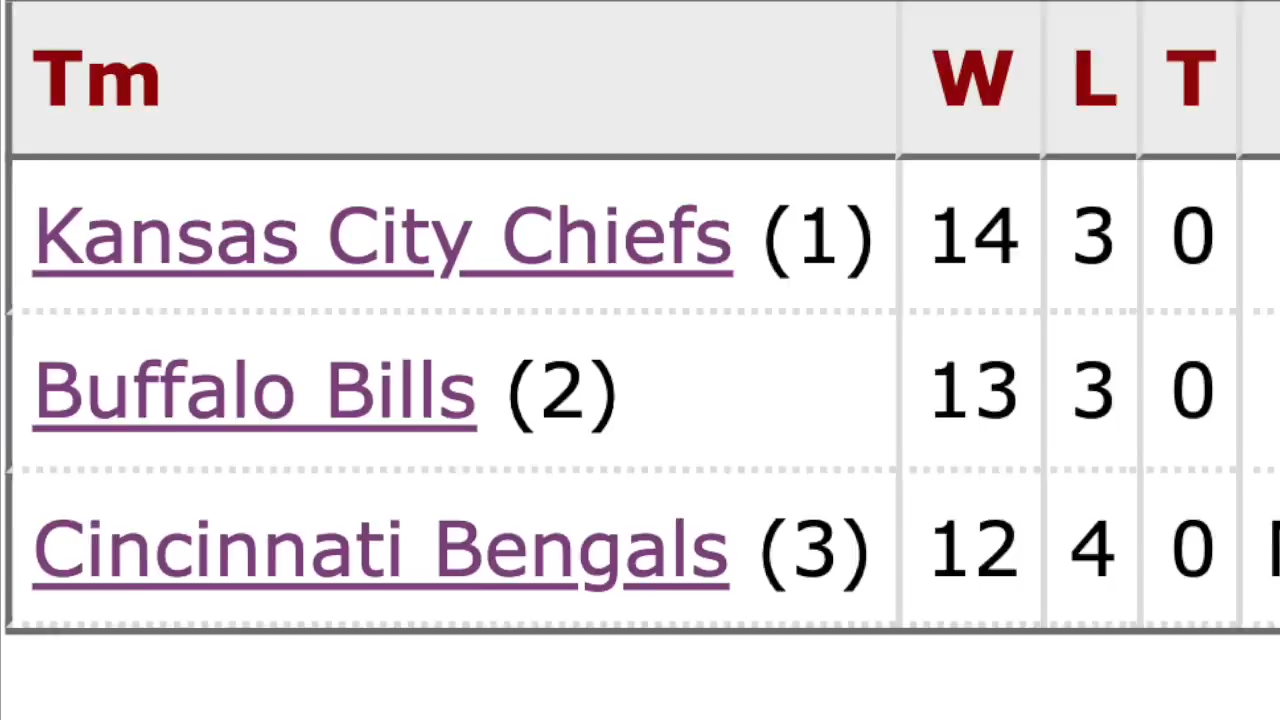 Tm W L T
Kansas City Chiefs (1) 14 3 0
Buffalo Bills (2) 13 3 0
Cincinnati Bengals (3) 12 4 0